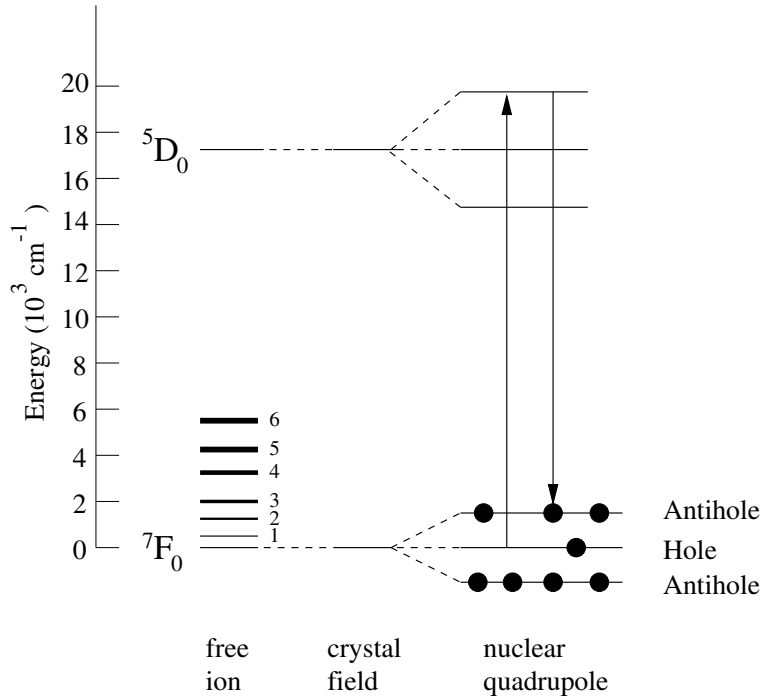 Energy (10³ cm⁻¹)
20
18
16
14
12
10
8
6
4
2
0
⁵D₀
⁷F₀
6
5
4
3
2
1
Antihole
Hole
Antihole
free
ion
crystal
field
nuclear
quadrupole